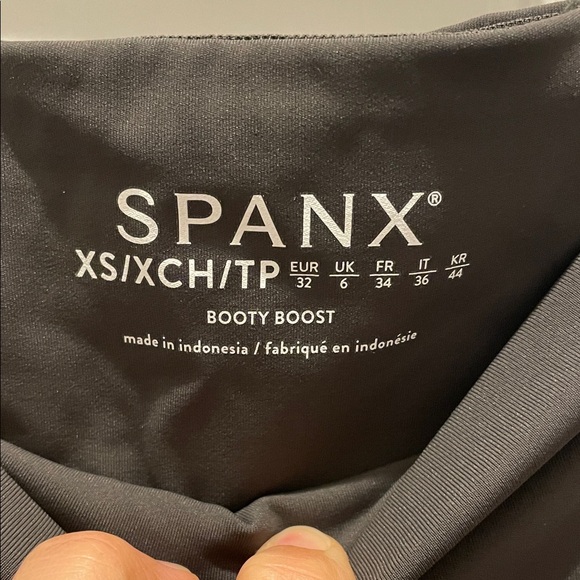 SPANX®
XS/XCH/TP EUR 32 UK 6 FR 34 IT 36 KR 44
BOOTY BOOST
made in indonesia / fabriqué en indonésie